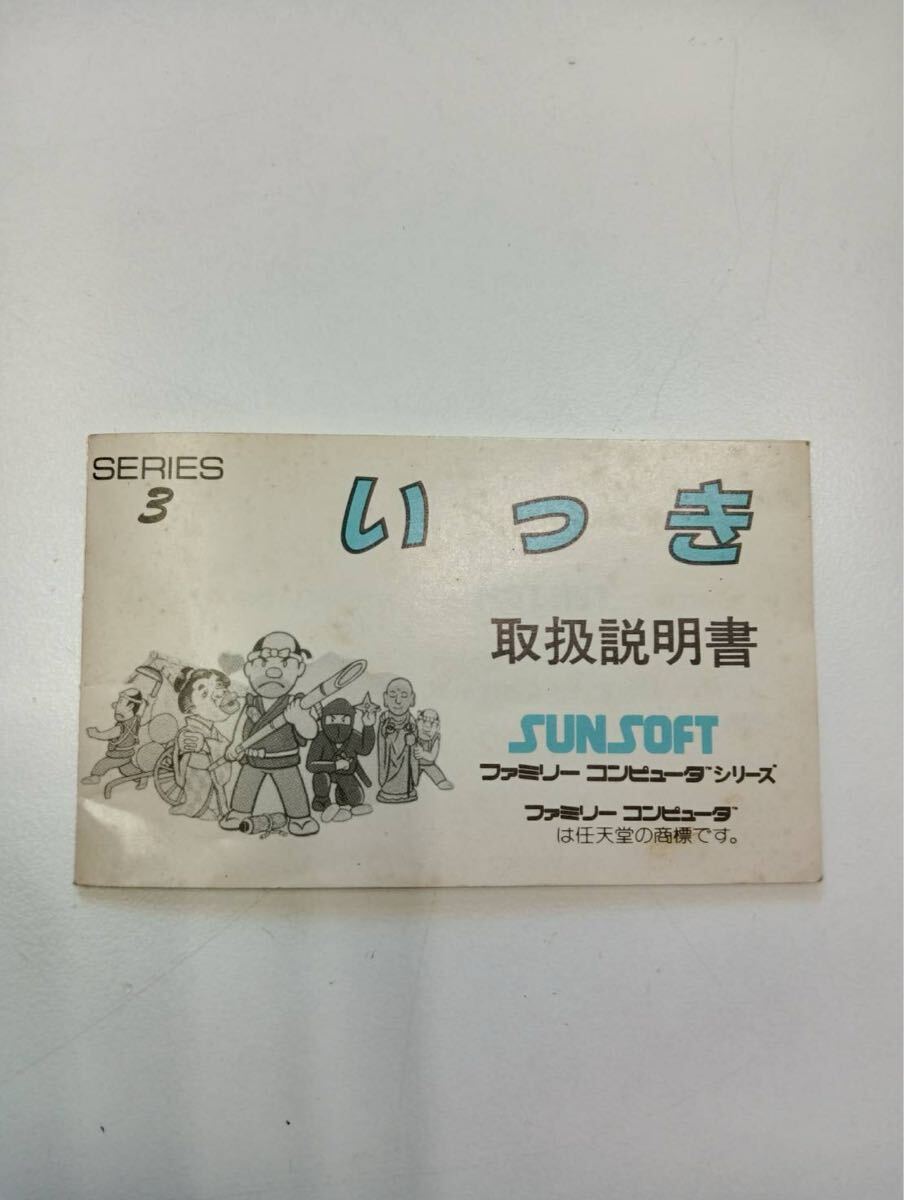 SERIES
3
いっき
取扱説明書
SUNSOFT
ファミリー コンピュータ™シリーズ
ファミリー コンピュータ™
は任天堂の商標です。